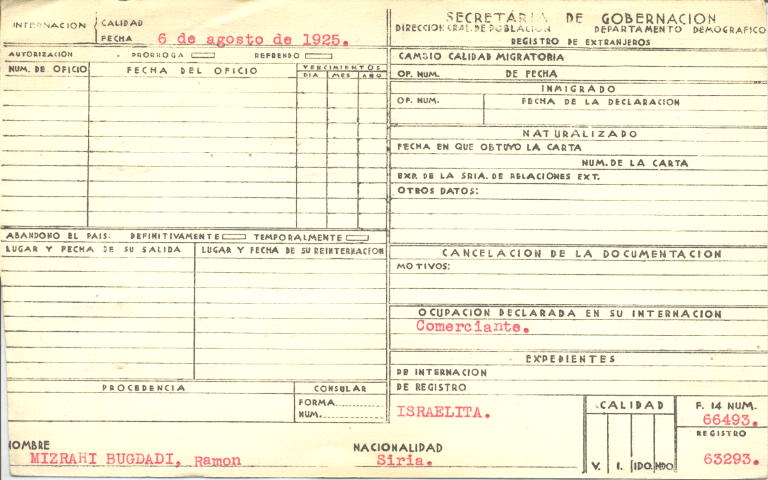 INTERNACION
CALIDAD
FECHA 6 de agosto de 1925.
AUTORIZACIÓN PRÓRROGA REFRENDO
NUM. DE OFICIO FECHA DEL OFICIO VENCIMIENTOS
DIA MES AÑO
ABANDONO EL PAIS: DEFINITIVAMENTE TEMPORALMENTE
LUGAR Y FECHA DE SU SALIDA LUGAR Y FECHA DE SU REINTERNACION
PROCEDENCIA CONSULAR
FORMA
NUM.
SECRETARIA DE GOBERNACION
DIRECCION GRAL. DE POBLACION DEPARTAMENTO DEMOGRAFICO
REGISTRO DE EXTRANJEROS
CAMBIO CALIDAD MIGRATORIA
OP. NUM. DE FECHA
INMIGRADO
OP. NUM. FECHA DE LA DECLARACION
NATURALIZADO
FECHA EN QUE OBTUVO LA CARTA
NUM. DE LA CARTA
EXP. DE LA SRIA. DE RELACIONES EXT.
OTROS DATOS:
CANCELACION DE LA DOCUMENTACION
MOTIVOS:
OCUPACION DECLARADA EN SU INTERNACION
Comerciante.
EXPEDIENTES
DE INTERNACION
DE REGISTRO
ISRAELITA.
CALIDAD
V. I. IDO. NDO
F. 14 NUM.
66493.
REGISTRO
63293.
NOMBRE NACIONALIDAD
MIZRAHI BUGDADI, Ramon Siria.